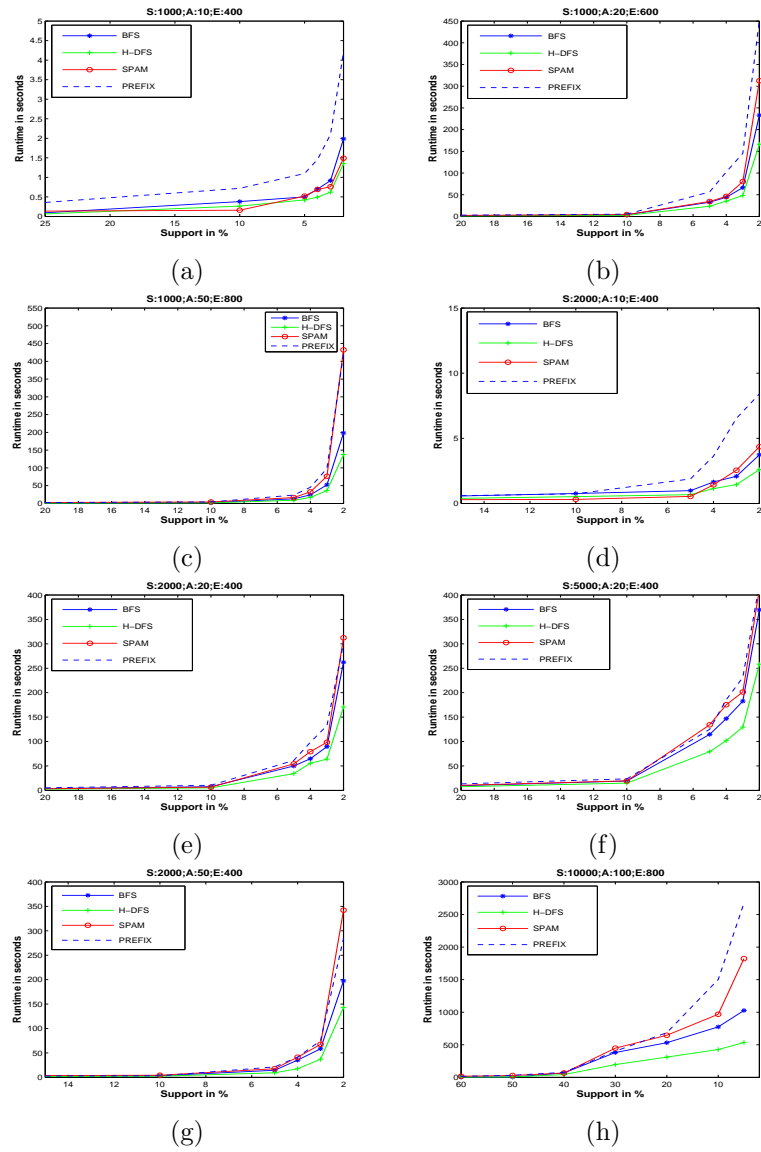 S:1000;A:10;E:400
Runtime in seconds
5
4.5
4
3.5
3
2.5
2
1.5
1
0.5
0
BFS
H-DFS
SPAM
PREFIX
25 20 15 10 5
Support in %
(a)
S:1000;A:20;E:600
Runtime in seconds
450
400
350
300
250
200
150
100
50
0
BFS
H-DFS
SPAM
PREFIX
20 18 16 14 12 10 8 6 4 2
Support in %
(b)
S:1000;A:50;E:800
Runtime in seconds
550
500
450
400
350
300
250
200
150
100
50
0
BFS
H-DFS
SPAM
PREFIX
20 18 16 14 12 10 8 6 4 2
Support in %
(c)
S:2000;A:10;E:400
Runtime in seconds
15
10
5
0
BFS
H-DFS
SPAM
PREFIX
14 12 10 8 6 4 2
Support in %
(d)
S:2000;A:20;E:400
Runtime in seconds
400
350
300
250
200
150
100
50
0
BFS
H-DFS
SPAM
PREFIX
20 18 16 14 12 10 8 6 4 2
Support in %
(e)
S:5000;A:20;E:400
Runtime in seconds
400
350
300
250
200
150
100
50
0
BFS
H-DFS
SPAM
PREFIX
20 18 16 14 12 10 8 6 4 2
Support in %
(f)
S:2000;A:50;E:400
Runtime in seconds
400
350
300
250
200
150
100
50
0
BFS
H-DFS
SPAM
PREFIX
14 12 10 8 6 4 2
Support in %
(g)
S:10000;A:100;E:800
Runtime in seconds
3000
2500
2000
1500
1000
500
0
BFS
H-DFS
SPAM
PREFIX
60 50 40 30 20 10
Support in %
(h)